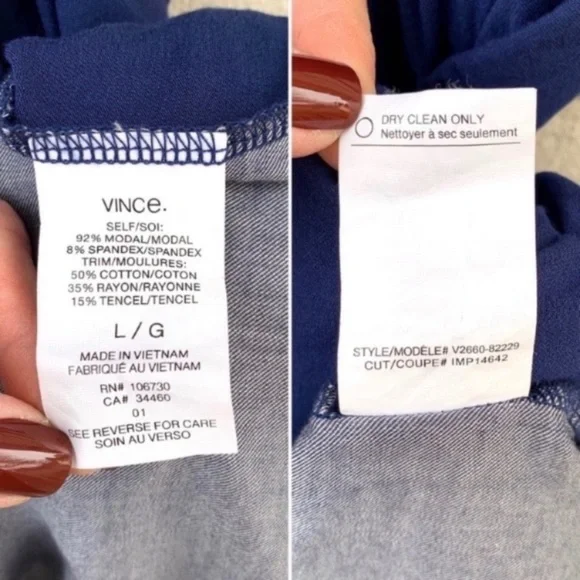 VINCe.
SELF/SOI:
92% MODAL/MODAL
8% SPANDEX/SPANDEX
TRIM/MOULURES:
50% COTTON/COTON
35% RAYON/RAYONNE
15% TENCEL/TENCEL
L / G
MADE IN VIETNAM
FABRIQUÉ AU VIETNAM
RN# 106730
CA# 34460
01
SEE REVERSE FOR CARE
SOIN AU VERSO
DRY CLEAN ONLY
Nettoyer à sec seulement
STYLE/MODÈLE# V2660-82229
CUT/COUPE# IMP14642